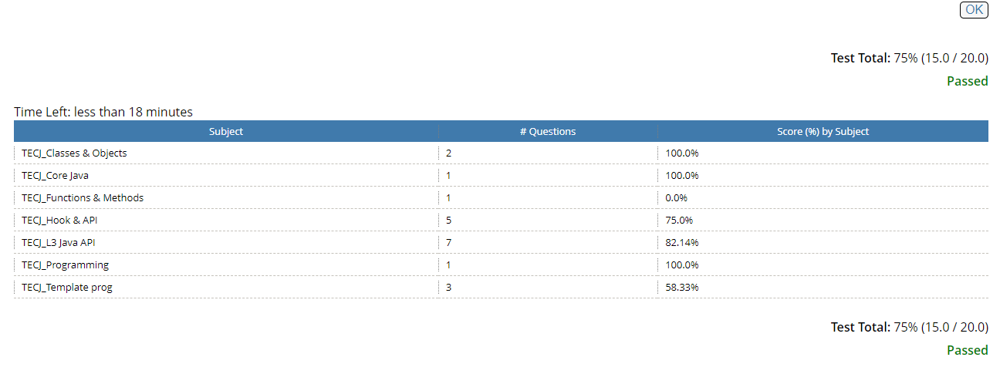 OK
Test Total: 75% (15.0 / 20.0)
Passed
Time Left: less than 18 minutes
Subject # Questions Score (%) by Subject
TECJ_Classes & Objects 2 100.0%
TECJ_Core Java 1 100.0%
TECJ_Functions & Methods 1 0.0%
TECJ_Hook & API 5 75.0%
TECJ_L3 Java API 7 82.14%
TECJ_Programming 1 100.0%
TECJ_Template prog 3 58.33%
Test Total: 75% (15.0 / 20.0)
Passed